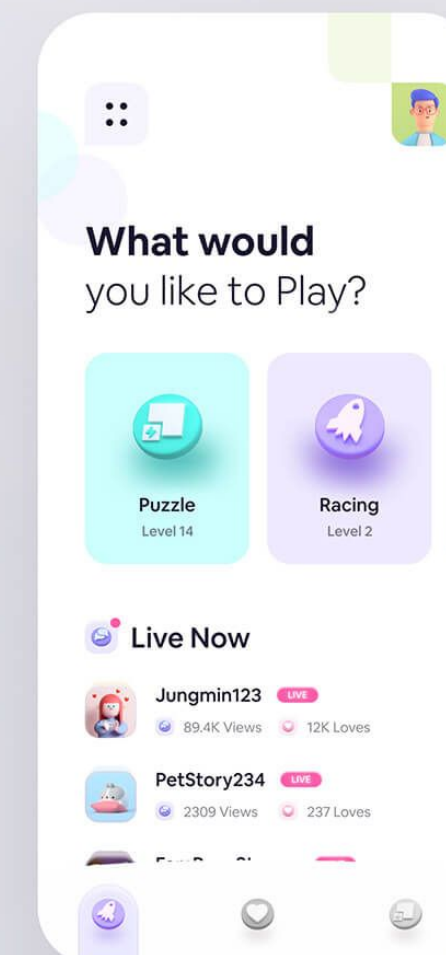 What would
you like to Play?
Puzzle
Level 14
Racing
Level 2
Live Now
Jungmin123 LIVE
89.4K Views 12K Loves
PetStory234 LIVE
2309 Views 237 Loves